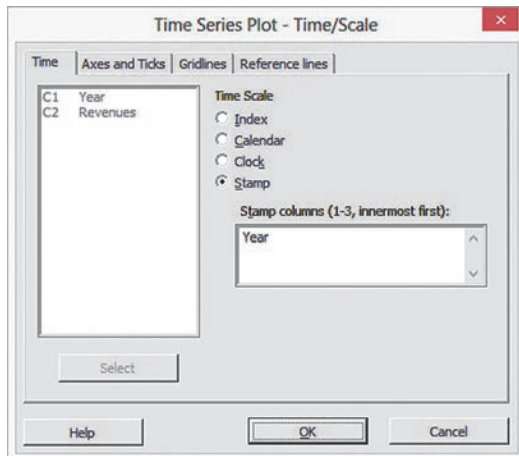 Time Series Plot - Time/Scale
×
Time Axes and Ticks Gridlines Reference lines
C1 Year
C2 Revenues
Time Scale
Index
Calendar
Clock
Stamp
Stamp columns (1-3, innermost first):
Year
Select
Help OK Cancel